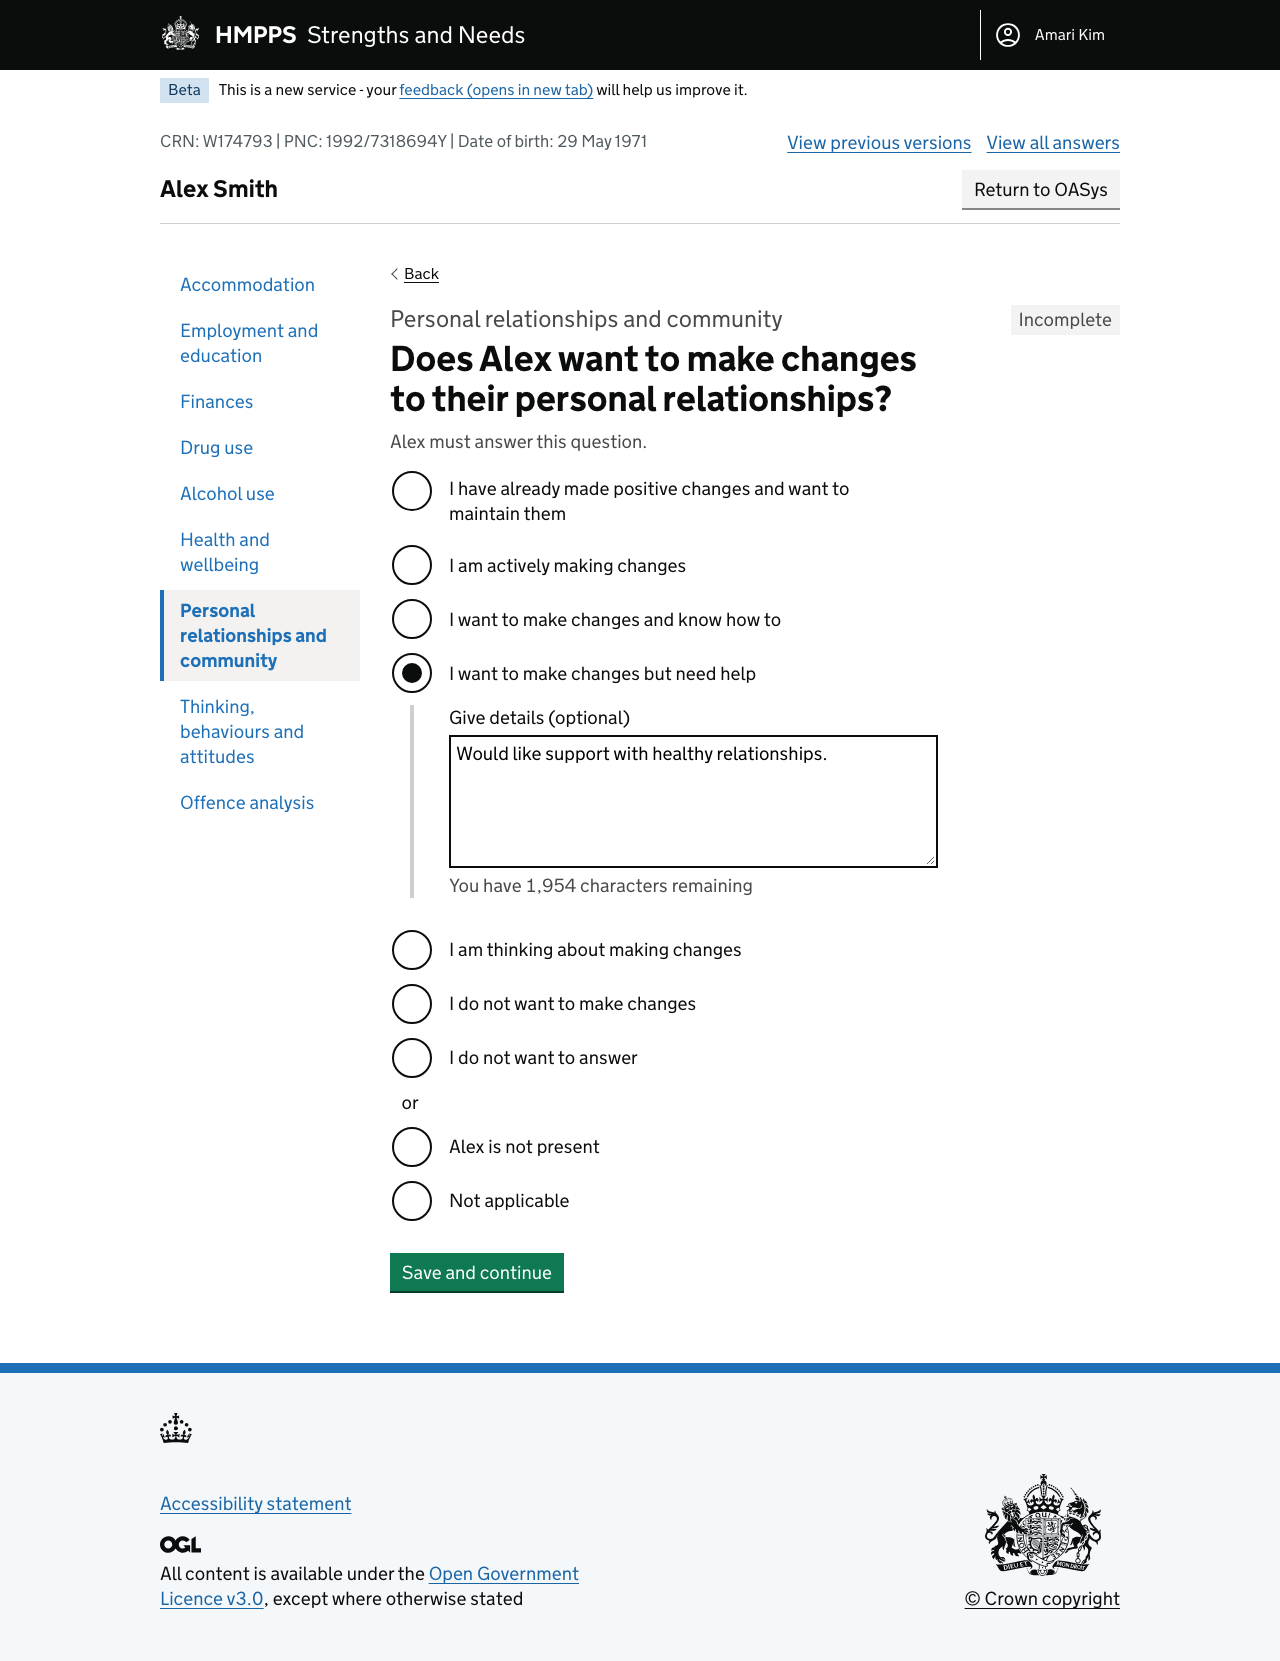 HMPPS Strengths and Needs
Amari Kim
Beta This is a new service - your feedback (opens in new tab) will help us improve it.
CRN: W174793 | PNC: 1992/7318694Y | Date of birth: 29 May 1971
View previous versions View all answers
Alex Smith
Return to OASys
Accommodation
Employment and
education
Finances
Drug use
Alcohol use
Health and
wellbeing
Personal
relationships and
community
Thinking,
behaviours and
attitudes
Offence analysis
Back
Personal relationships and community
Incomplete
Does Alex want to make changes
to their personal relationships?
Alex must answer this question.
I have already made positive changes and want to
maintain them
I am actively making changes
I want to make changes and know how to
I want to make changes but need help
Give details (optional)
Would like support with healthy relationships.
You have 1,954 characters remaining
I am thinking about making changes
I do not want to make changes
I do not want to answer
or
Alex is not present
Not applicable
Save and continue
Accessibility statement
OGL
All content is available under the Open Government
Licence v3.0, except where otherwise stated
© Crown copyright